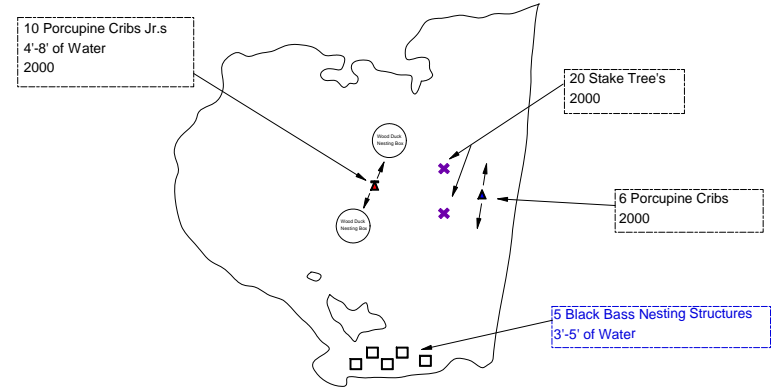 10 Porcupine Cribs Jr.s
4'-8' of Water
2000
20 Stake Tree's
2000
Wood Duck
Nesting Box
6 Porcupine Cribs
2000
Wood Duck
Nesting Box
5 Black Bass Nesting Structures
3'-5' of Water